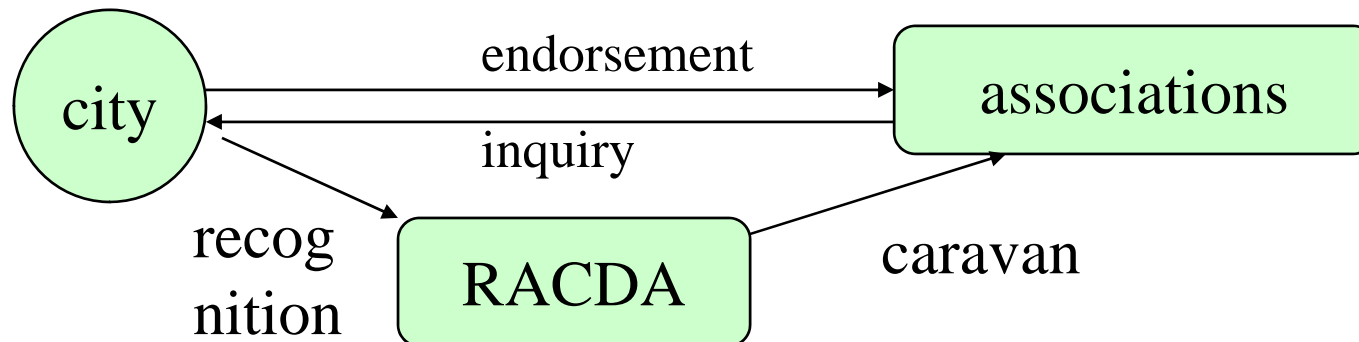 endorsement
city
associations
inquiry
recog
nition
caravan
RACDA